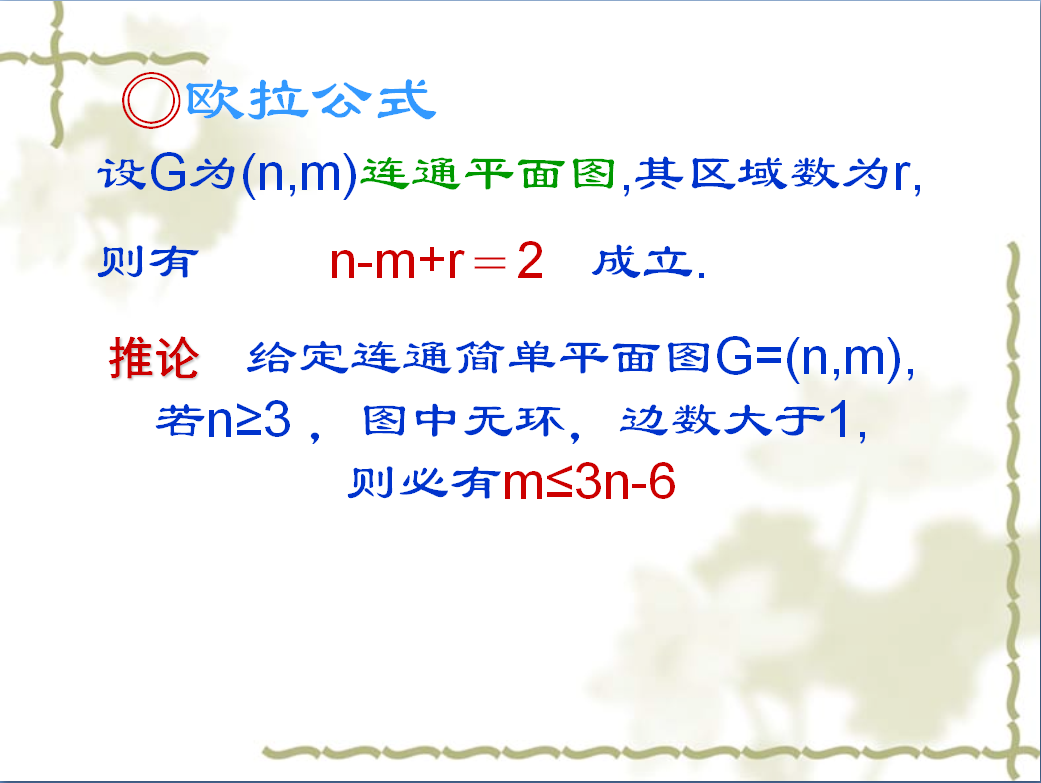 ◎欧拉公式
设G为(n,m)连通平面图,其区域数为r,
则有 n-m+r＝2 成立.
推论 给定连通简单平面图G=(n,m),
若n≥3 ，图中无环，边数大于1,
则必有m≤3n-6